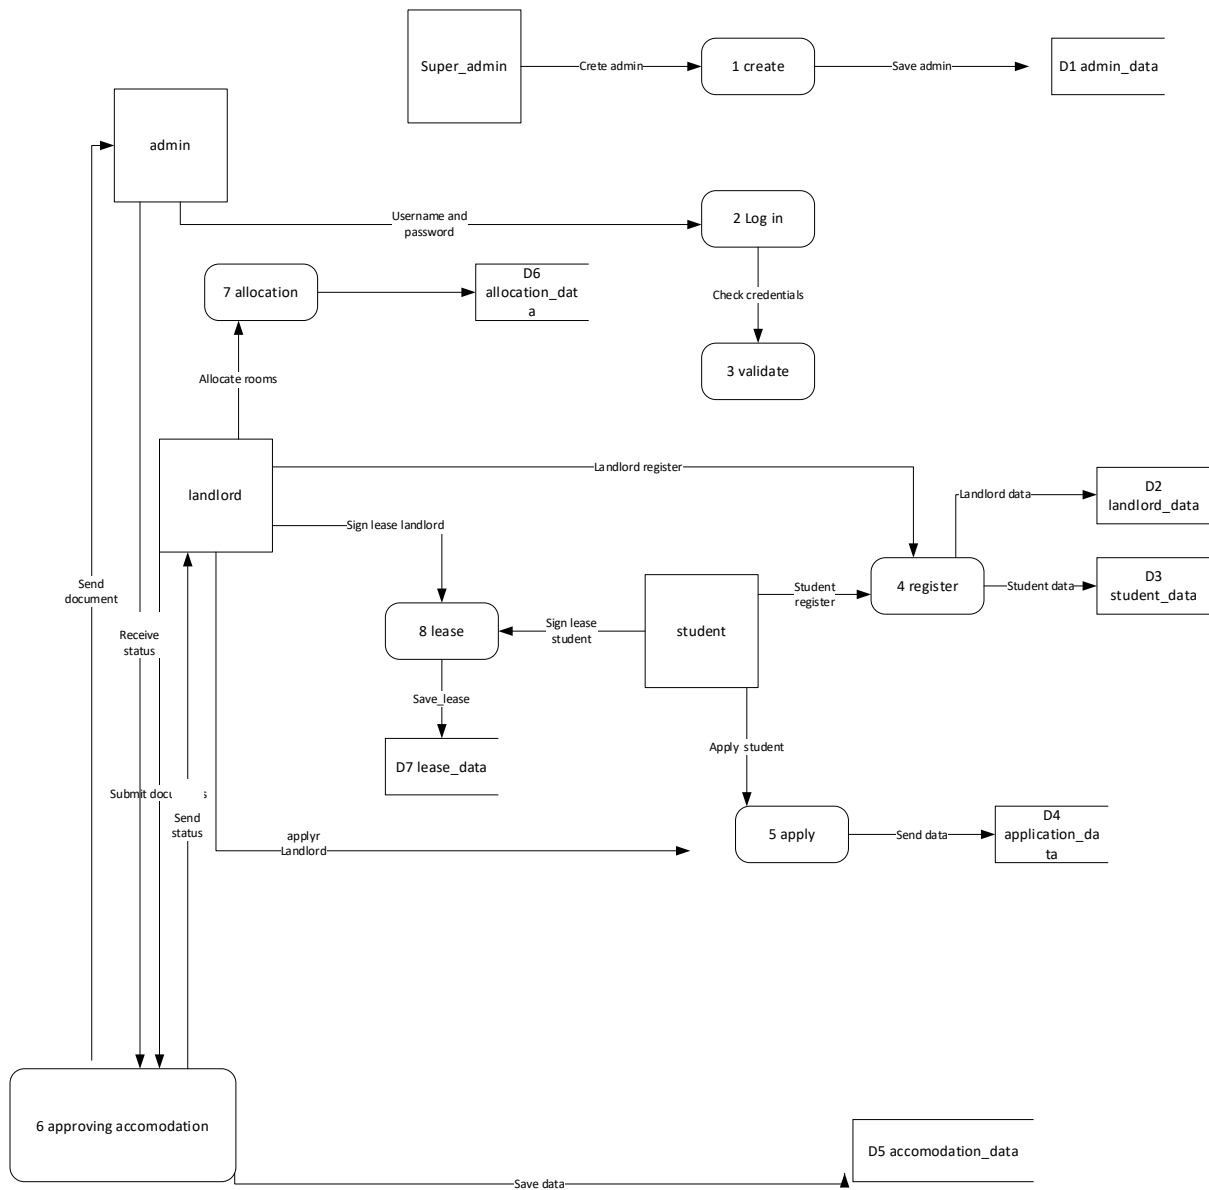 Super_admin
Crete admin
1 create
Save admin
D1 admin_data
admin
Username and
password
2 Log in
7 allocation
D6
allocation_dat
a
Check credentials
3 validate
Allocate rooms
landlord
Landlord register
Sign lease landlord
Landlord data
D2
landlord_data
Send
document
Receive
status
8 lease
Sign lease
student
student
Student
register
4 register
Student data
D3
student_data
Save_lease
D7 lease_data
Apply student
Submit
Send
status
applyr
Landlord
5 apply
Send data
D4
application_da
ta
6 approving accomodation
D5 accomodation_data
Save data